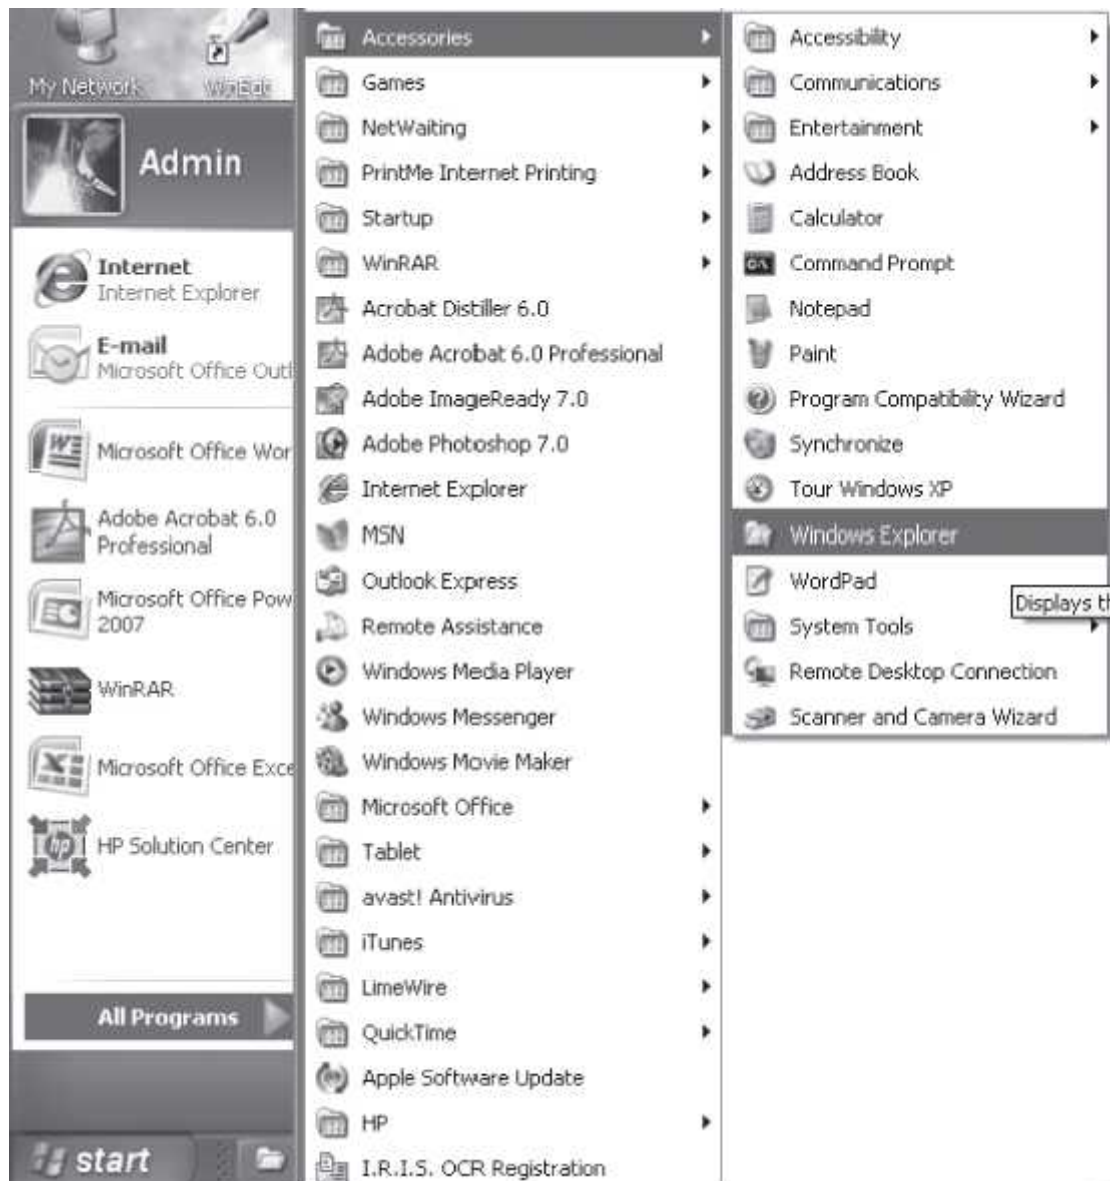 My Network
WinEdt
Admin
Internet
Internet Explorer
E-mail
Microsoft Office Outl
Microsoft Office Wor
Adobe Acrobat 6.0
Professional
Microsoft Office Pow
2007
WinRAR
Microsoft Office Exce
HP Solution Center
All Programs
start
Accessories
Games
NetWaiting
PrintMe Internet Printing
Startup
WinRAR
Acrobat Distiller 6.0
Adobe Acrobat 6.0 Professional
Adobe ImageReady 7.0
Adobe Photoshop 7.0
Internet Explorer
MSN
Outlook Express
Remote Assistance
Windows Media Player
Windows Messenger
Windows Movie Maker
Microsoft Office
Tablet
avast! Antivirus
iTunes
LimeWire
QuickTime
Apple Software Update
HP
I.R.I.S. OCR Registration
Accessibility
Communications
Entertainment
Address Book
Calculator
Command Prompt
Notepad
Paint
Program Compatibility Wizard
Synchronize
Tour Windows XP
Windows Explorer
WordPad
Displays th
System Tools
Remote Desktop Connection
Scanner and Camera Wizard